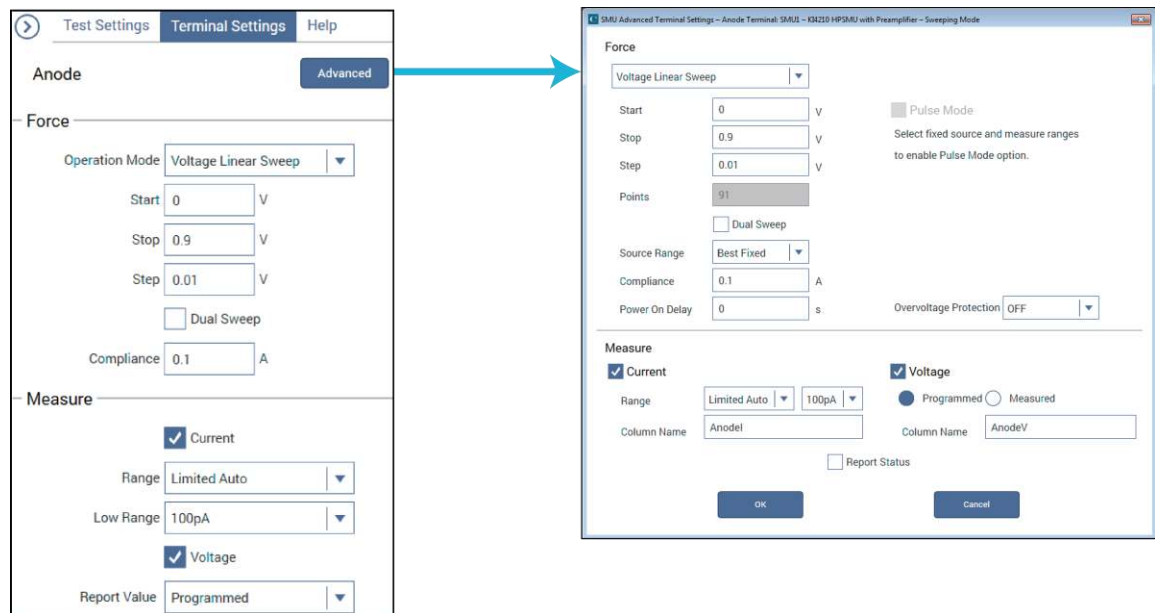 Test Settings Terminal Settings Help
Anode Advanced
Force
Operation Mode Voltage Linear Sweep
Start 0 V
Stop 0.9 V
Step 0.01 V
Dual Sweep
Compliance 0.1 A
Measure
Current
Range Limited Auto
Low Range 100pA
Voltage
Report Value Programmed
SMU Advanced Terminal Settings – Anode Terminal: SMU1 – KI4210 HPSMU with Preamplifier – Sweeping Mode
Force
Voltage Linear Sweep
Start 0 V
Pulse Mode
Stop 0.9 V
Select fixed source and measure ranges
to enable Pulse Mode option.
Step 0.01 V
Points 91
Dual Sweep
Source Range Best Fixed
Compliance 0.1 A
Power On Delay 0 s
Overvoltage Protection OFF
Measure
Current
Voltage
Range Limited Auto 100pA
Programmed Measured
Column Name AnodeI
Column Name AnodeV
Report Status
OK Cancel